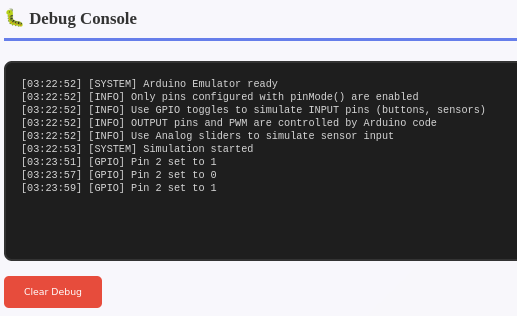 🐛 Debug Console
[03:22:52] [SYSTEM] Arduino Emulator ready
[03:22:52] [INFO] Only pins configured with pinMode() are enabled
[03:22:52] [INFO] Use GPIO toggles to simulate INPUT pins (buttons, sensors)
[03:22:52] [INFO] OUTPUT pins and PWM are controlled by Arduino code
[03:22:52] [INFO] Use Analog sliders to simulate sensor input
[03:22:53] [SYSTEM] Simulation started
[03:23:51] [GPIO] Pin 2 set to 1
[03:23:57] [GPIO] Pin 2 set to 0
[03:23:59] [GPIO] Pin 2 set to 1
Clear Debug